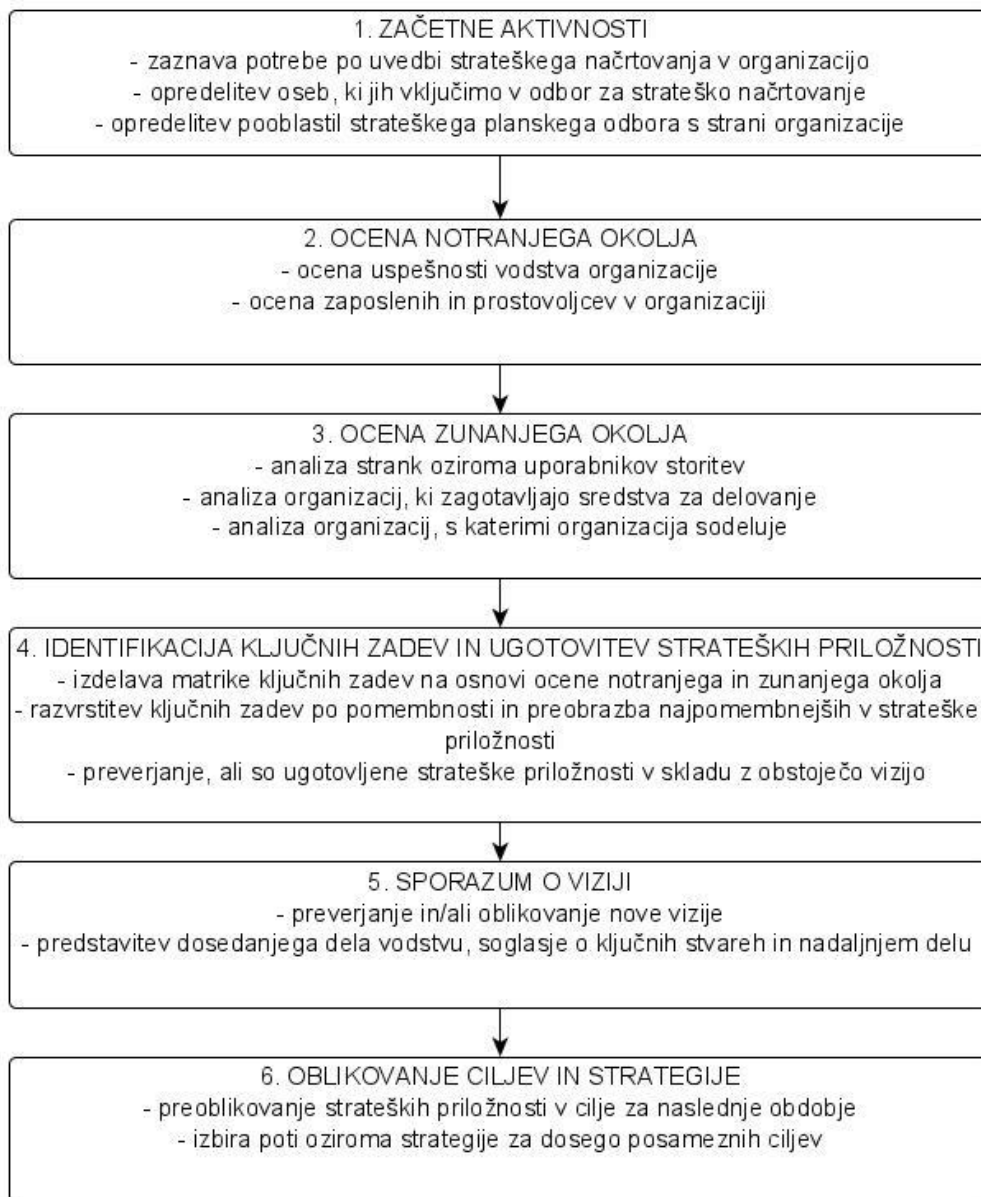 1. ZAČETNE AKTIVNOSTI
- zaznava potrebe po uvedbi strateškega načrtovanja v organizacijo
- opredelitev oseb, ki jih vključimo v odbor za strateško načrtovanje
- opredelitev pooblastil strateškega planskega odbora s strani organizacije
2. OCENA NOTRANJEGA OKOLJA
- ocena uspešnosti vodstva organizacije
- ocena zaposlenih in prostovoljcev v organizaciji
3. OCENA ZUNANJEGA OKOLJA
- analiza strank oziroma uporabnikov storitev
- analiza organizacij, ki zagotavljajo sredstva za delovanje
- analiza organizacij, s katerimi organizacija sodeluje
4. IDENTIFIKACIJA KLJUČNIH ZADEV IN UGOTOVITEV STRATEŠKIH PRILOŽNOSTI
- izdelava matrike ključnih zadev na osnovi ocene notranjega in zunanjega okolja
- razvrstitev ključnih zadev po pomembnosti in preobrazba najpomembnejših v strateške
priložnosti
- preverjanje, ali so ugotovljene strateške priložnosti v skladu z obstoječo vizijo
5. SPORAZUM O VIZIJI
- preverjanje in/ali oblikovanje nove vizije
- predstavitev dosedanjega dela vodstvu, soglasje o ključnih stvareh in nadaljnjem delu
6. OBLIKOVANJE CILJEV IN STRATEGIJE
- preoblikovanje strateških priložnosti v cilje za naslednje obdobje
- izbira poti oziroma strategije za dosego posameznih ciljev